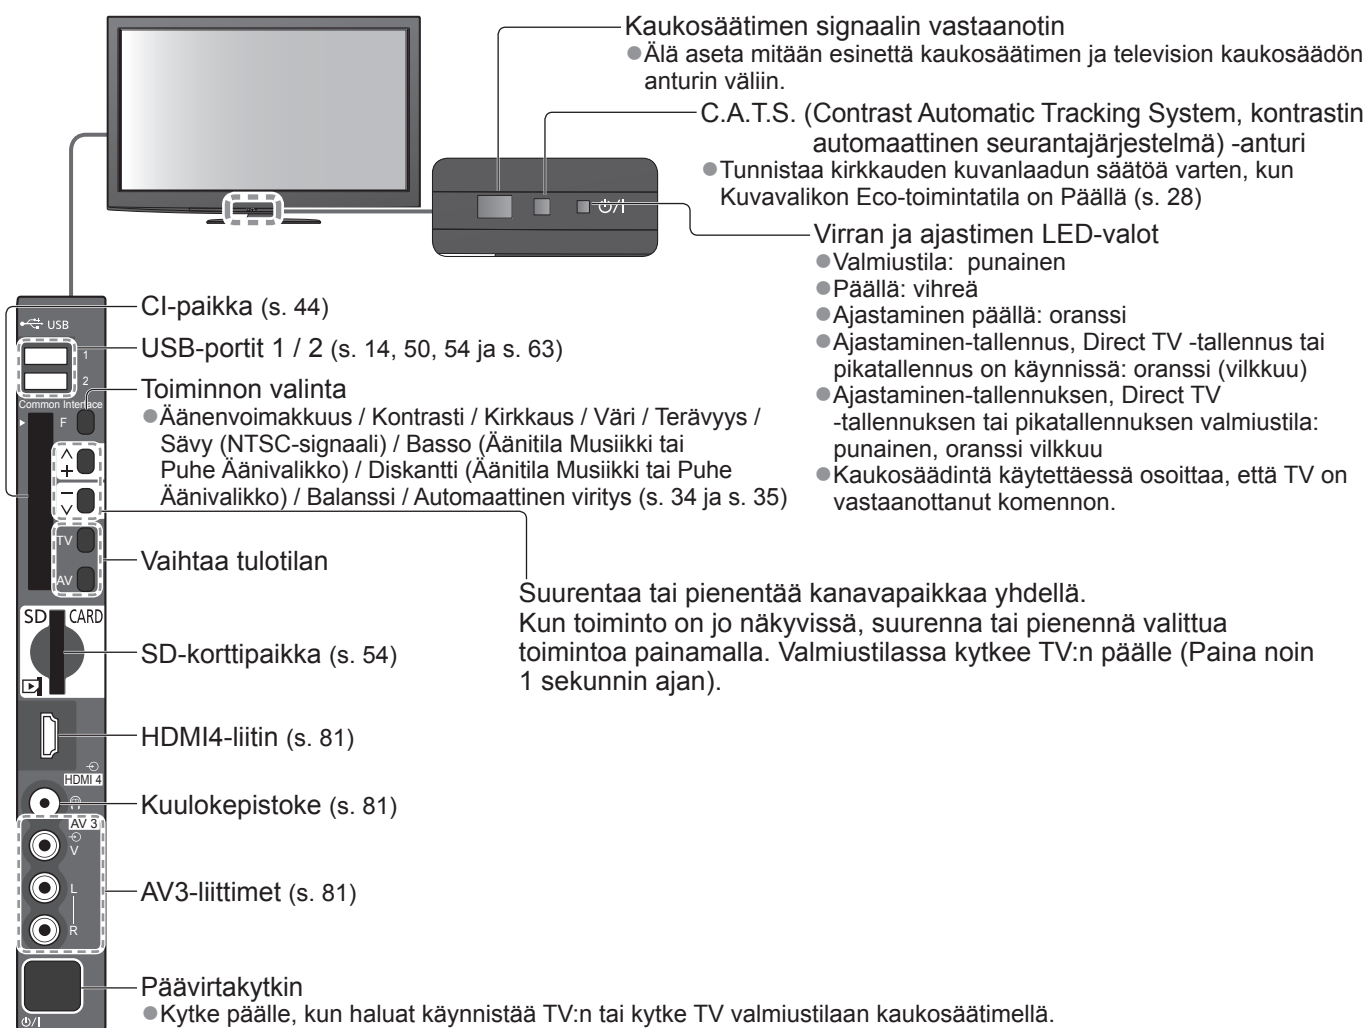 Kaukosäätimen signaalin vastaanotin
●Älä aseta mitään esinettä kaukosäätimen ja television kaukosäädön
anturin väliin.
C.A.T.S. (Contrast Automatic Tracking System, kontrastin
automaattinen seurantajärjestelmä) -anturi
●Tunnistaa kirkkauden kuvanlaadun säätöä varten, kun
Kuvavalikon Eco-toimintatila on Päällä (s. 28)
Virran ja ajastimen LED-valot
●Valmiustila: punainen
●Päällä: vihreä
●Ajastaminen päällä: oranssi
●Ajastaminen-tallennus, Direct TV -tallennus tai
pikatallennus on käynnissä: oranssi (vilkkuu)
●Ajastaminen-tallennuksen, Direct TV
-tallennuksen tai pikatallennuksen valmiustila:
punainen, oranssi vilkkuu
●Kaukosäädintä käytettäessä osoittaa, että TV on
vastaanottanut komennon.
CI-paikka (s. 44)
USB-portit 1 / 2 (s. 14, 50, 54 ja s. 63)
Toiminnon valinta
●Äänenvoimakkuus / Kontrasti / Kirkkaus / Väri / Terävyys /
Sävy (NTSC-signaali) / Basso (Äänitila Musiikki tai
Puhe Äänivalikko) / Diskantti (Äänitila Musiikki tai Puhe
Äänivalikko) / Balanssi / Automaattinen viritys (s. 34 ja s. 35)
Vaihtaa tulotilan
Suurentaa tai pienentää kanavapaikkaa yhdellä.
Kun toiminto on jo näkyvissä, suurenna tai pienennä valittua
toimintoa painamalla. Valmiustilassa kytkee TV:n päälle (Paina noin
1 sekunnin ajan).
SD-korttipaikka (s. 54)
HDMI4-liitin (s. 81)
Kuulokepistoke (s. 81)
AV3-liittimet (s. 81)
Päävirtakytkin
●Kytke päälle, kun haluat käynnistää TV:n tai kytke TV valmiustilaan kaukosäätimellä.
USB
1
2
Common Interface
F
+
−
TV
AV
SD CARD
HDMI 4
AV 3
V
L
R
⏻/I
⏻/I